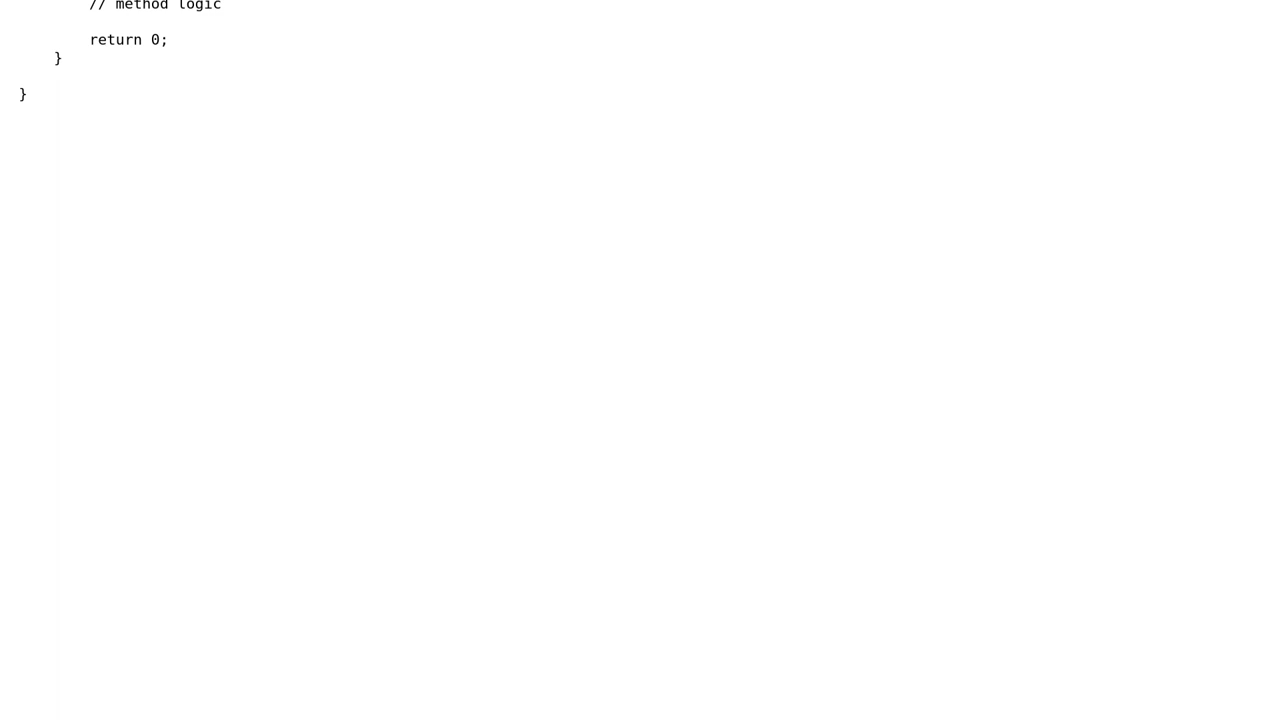 // method logic
return 0;
}
}